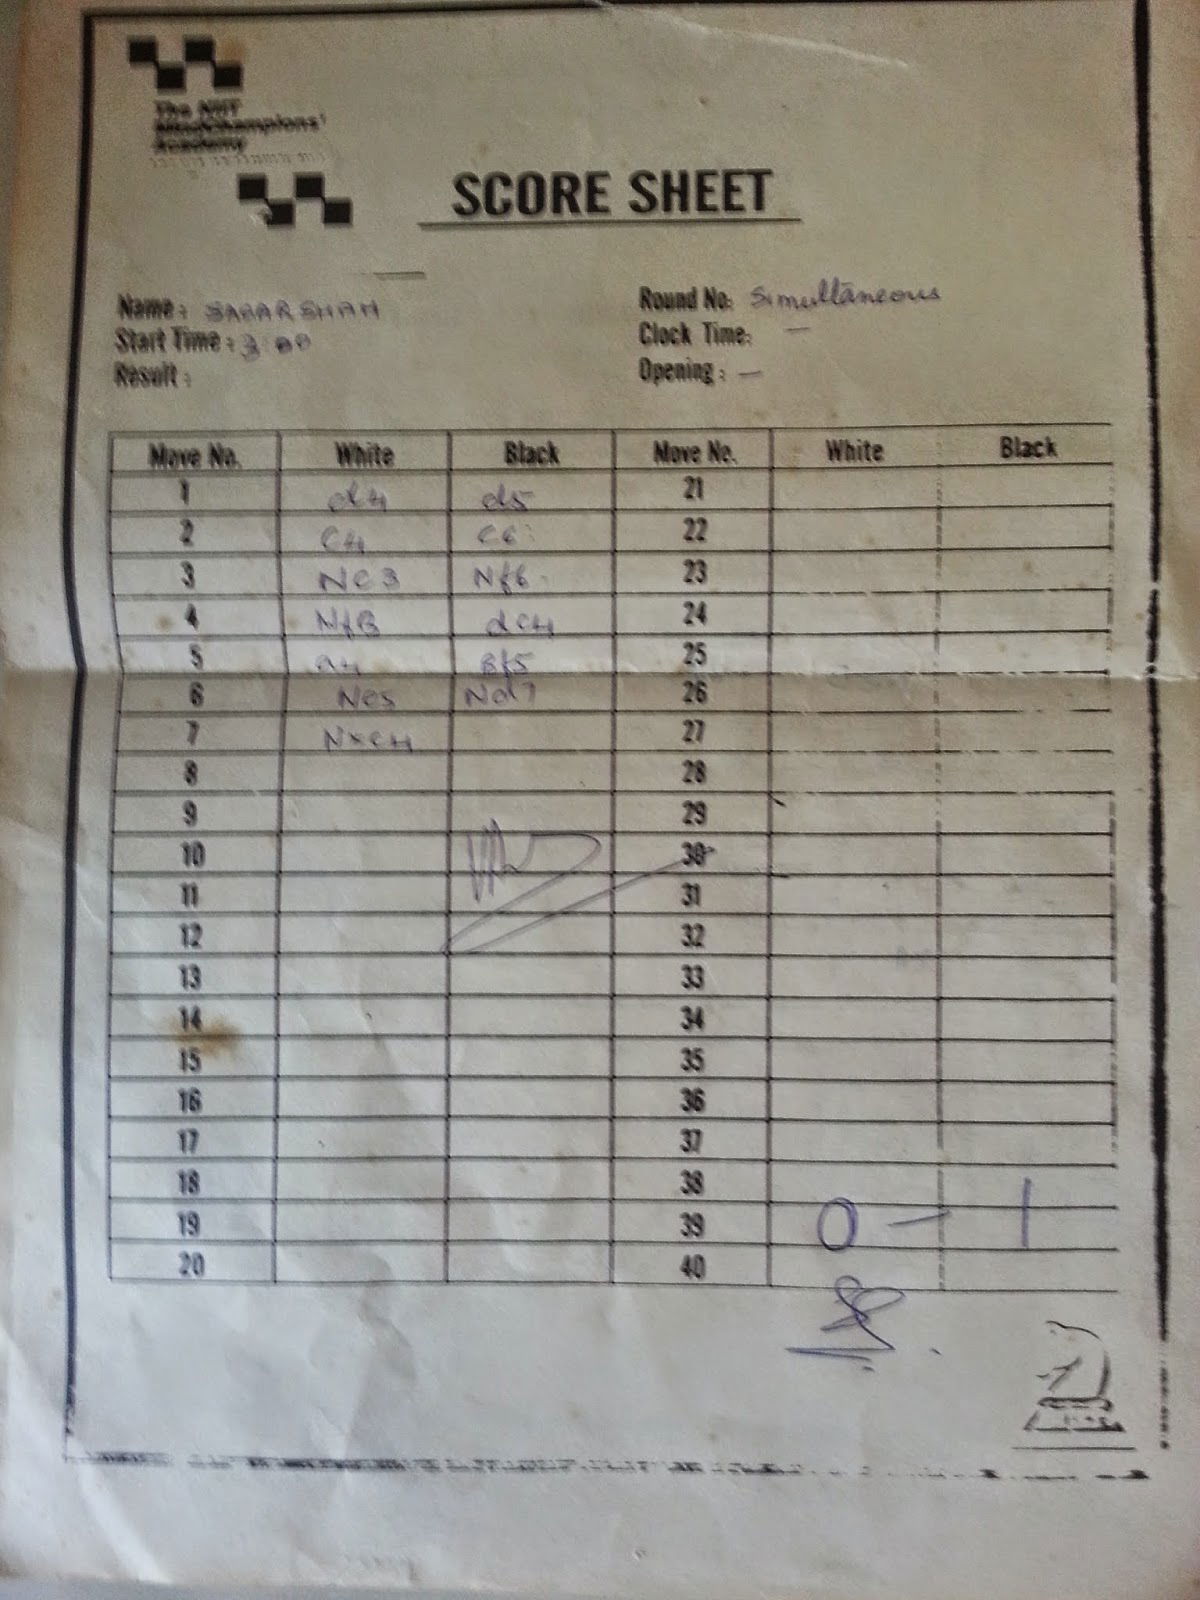 The NIIT
MindChampions'
Academy
SCORE SHEET
Name: SABARSHAH Round No: Simultaneous
Start Time: 3:00 Clock Time: —
Result: Opening: —
Move No. White Black Move No. White Black
1 d4 d5 21
2 C4 C6 22
3 NC3 Nf6 23
4 Nf3 dC4 24
5 a4 Bf5 25
6 Ne5 Nd7 26
7 NxC4 27
8 28
9 29
10 30
11 31
12 32
13 33
14 34
15 35
16 36
17 37
18 38
19 39 0 — 1
20 40